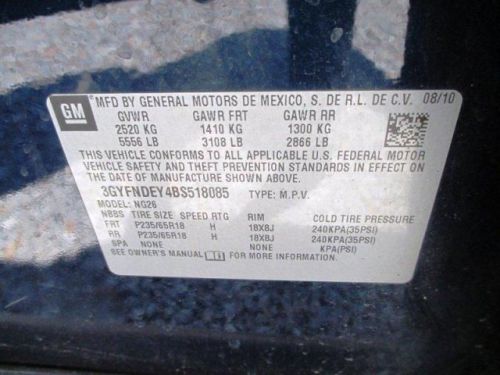 GM MFD BY GENERAL MOTORS DE MEXICO, S. DE R.L. DE C.V. 08/10
GVWR GAWR FRT GAWR RR
2520 KG 1410 KG 1300 KG
5556 LB 3108 LB 2866 LB
THIS VEHICLE CONFORMS TO ALL APPLICABLE U.S. FEDERAL MOTOR
VEHICLE SAFETY AND THEFT PREVENTION STANDARDS IN EFFECT ON THE
DATE OF MANUFACTURE SHOWN ABOVE.
3GYFNDEY4BS518085 TYPE: M.P.V.
MODEL: NG26
NBBS TIRE SIZE SPEED RTG RIM COLD TIRE PRESSURE
FRT P235/65R18 H 18X8J 240KPA(35PSI)
RR P235/65R18 H 18X8J 240KPA(35PSI)
SPA NONE NONE KPA(PSI)
SEE OWNER'S MANUAL FOR MORE INFORMATION.